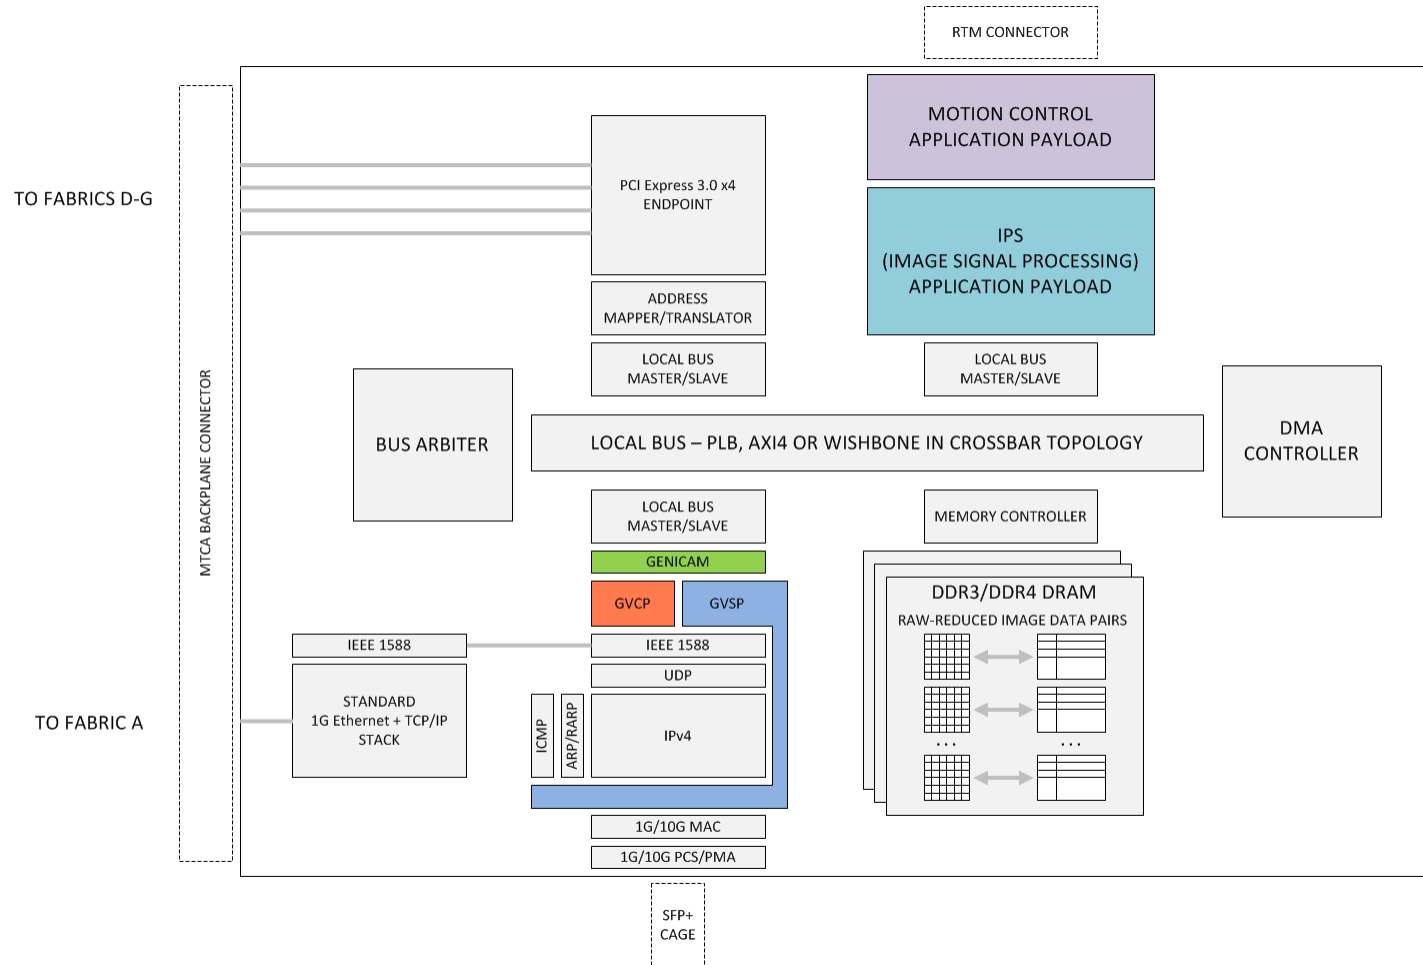 RTM CONNECTOR
MOTION CONTROL
APPLICATION PAYLOAD
PCI Express 3.0 x4
ENDPOINT
TO FABRICS D-G
IPS
(IMAGE SIGNAL PROCESSING)
APPLICATION PAYLOAD
ADDRESS
MAPPER/TRANSLATOR
LOCAL BUS
MASTER/SLAVE
LOCAL BUS
MASTER/SLAVE
MTCA BACKPLANE CONNECTOR
BUS ARBITER
LOCAL BUS – PLB, AXI4 OR WISHBONE IN CROSSBAR TOPOLOGY
DMA
CONTROLLER
LOCAL BUS
MASTER/SLAVE
MEMORY CONTROLLER
GENICAM
GVCP
GVSP
DDR3/DDR4 DRAM
RAW-REDUCED IMAGE DATA PAIRS
...
...
IEEE 1588
IEEE 1588
UDP
STANDARD
1G Ethernet + TCP/IP
STACK
TO FABRIC A
ICMP
ARP/RARP
IPv4
1G/10G MAC
1G/10G PCS/PMA
SFP+
CAGE